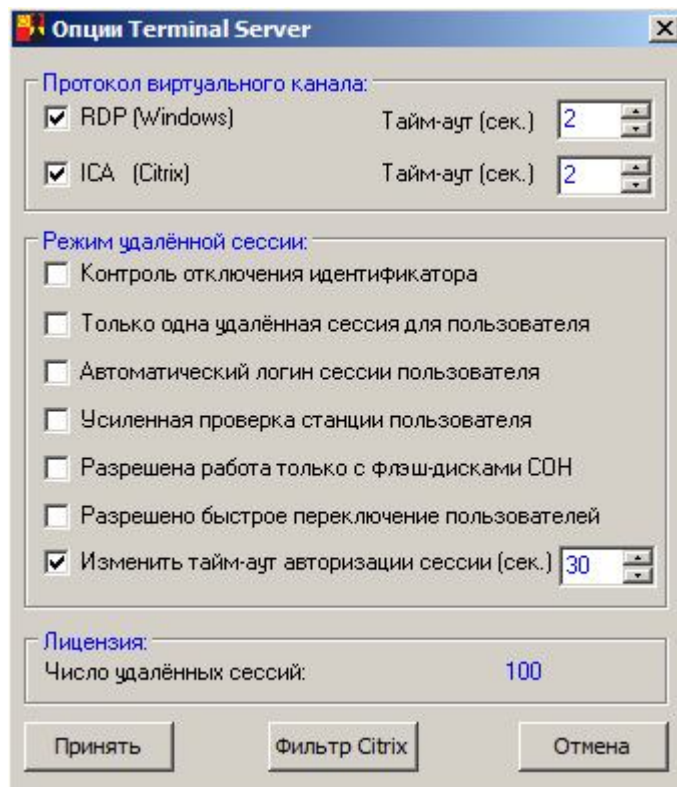 Опции Terminal Server
Протокол виртуального канала:
RDP (Windows) Тайм-аут (сек.) 2
ICA (Citrix) Тайм-аут (сек.) 2
Режим удалённой сессии:
Контроль отключения идентификатора
Только одна удалённая сессия для пользователя
Автоматический логин сессии пользователя
Усиленная проверка станции пользователя
Разрешена работа только с флэш-дисками СОН
Разрешено быстрое переключение пользователей
Изменить тайм-аут авторизации сессии (сек.) 30
Лицензия:
Число удалённых сессий: 100
Принять Фильтр Citrix Отмена